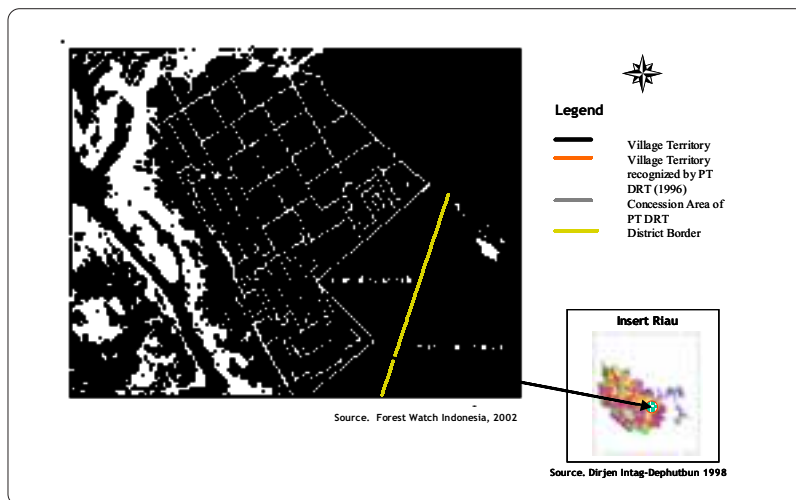 Legend
Village Territory
Village Territory
recognized by PT
DRT (1996)
Concession Area of
PT DRT
District Border
Insert Riau
Source. Forest Watch Indonesia, 2002
Source. Dirjen Intag-Dephutbun 1998